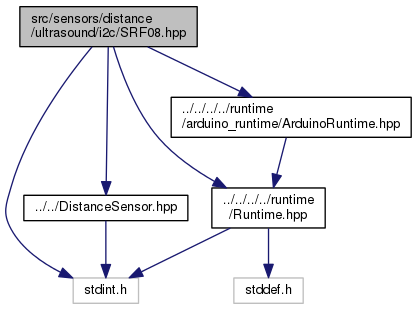 src/sensors/distance
/ultrasound/i2c/SRF08.hpp
../../../../runtime
/arduino_runtime/ArduinoRuntime.hpp
../../DistanceSensor.hpp
../../../../runtime
/Runtime.hpp
stdint.h
stddef.h